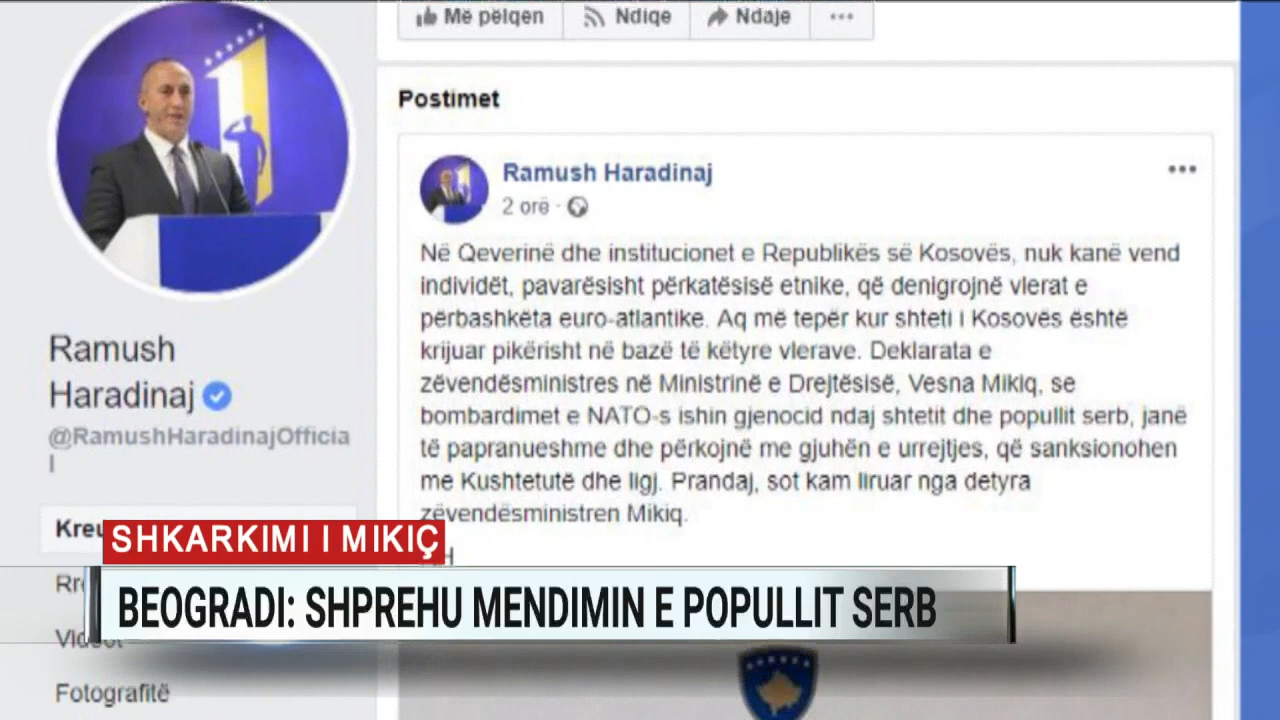 Më pëlqen
Ndiqe
Ndaje
Postimet
Ramush Haradinaj
2 orë
Në Qeverinë dhe institucionet e Republikës së Kosovës, nuk kanë vend
individët, pavarësisht përkatësisë etnike, që denigrojnë vlerat e
përbashkëta euro-atlantike. Aq më tepër kur shteti i Kosovës është
krijuar pikërisht në bazë të këtyre vlerave. Deklarata e
zëvendësministres në Ministrinë e Drejtësisë, Vesna Mikiq, se
bombardimet e NATO-s ishin gjenocid ndaj shtetit dhe popullit serb, janë
të papranueshme dhe përkojnë me gjuhën e urrejtjes, që sanksionohen
me Kushtetutë dhe ligj. Prandaj, sot kam liruar nga detyra
zëvendësministren Mikiq.
Ramush
Haradinaj
@RamushHaradinajOfficia
l
SHKARKIMI I MIKIÇ
BEOGRADI: SHPREHU MENDIMIN E POPULLIT SERB
Fotografitë